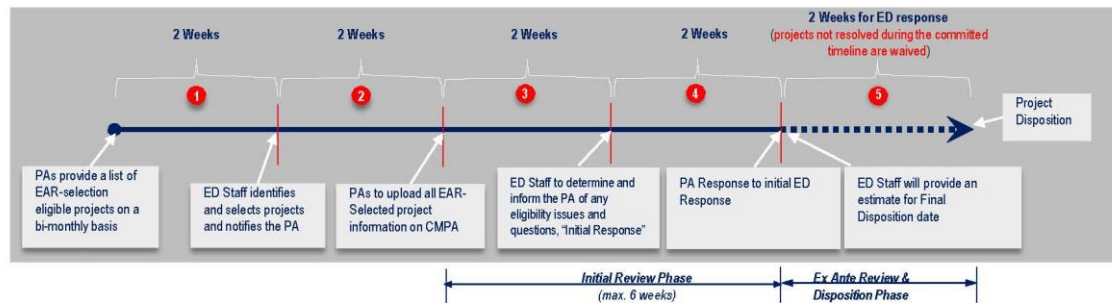 2 Weeks
2 Weeks
2 Weeks
2 Weeks
2 Weeks for ED response
(projects not resolved during the committed
timeline are waived)
1
2
3
4
5
Project
Disposition
PAs provide a list of
EAR-selection
eligible projects on a
bi-monthly basis
ED Staff identifies
and selects projects
and notifies the PA
PAs to upload all EAR-
Selected project
information on CMPA
ED Staff to determine and
inform the PA of any
eligibility issues and
questions, “Initial Response”
PA Response to initial ED
Response
ED Staff will provide an
estimate for Final
Disposition date
Initial Review Phase
(max. 6 weeks)
Ex Ante Review &
Disposition Phase